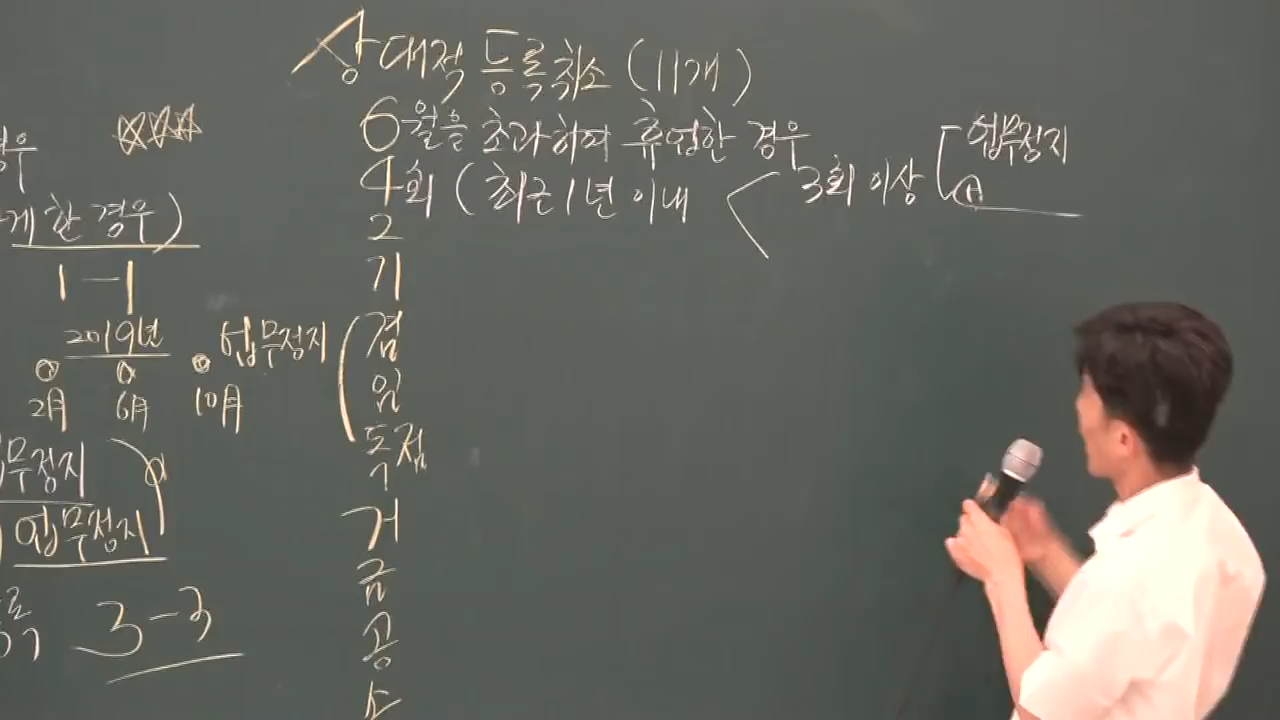 상대적 등록취소 (11개)
6월을 초과하여 휴업한 경우
4회 (최근 1년 이내 < 3회 이상 [업무정지
2
기
겸
임
독점
거
금
공
소
경우
게 한 경우)
1-1
2019년
업무정지
2月 6月 10月
업무정지
업무정지
록
3-3